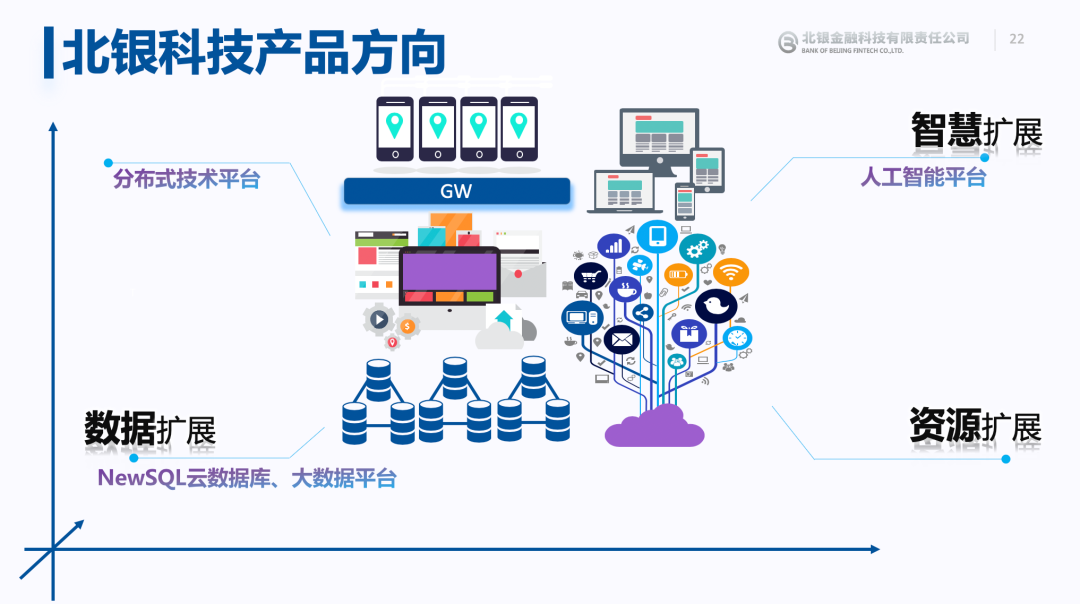 北银科技产品方向
北银金融科技有限责任公司
BANK OF BEIJING FINTECH CO.,LTD.
22
智慧扩展
分布式技术平台
人工智能平台
GW
数据扩展
资源扩展
NewSQL云数据库、大数据平台